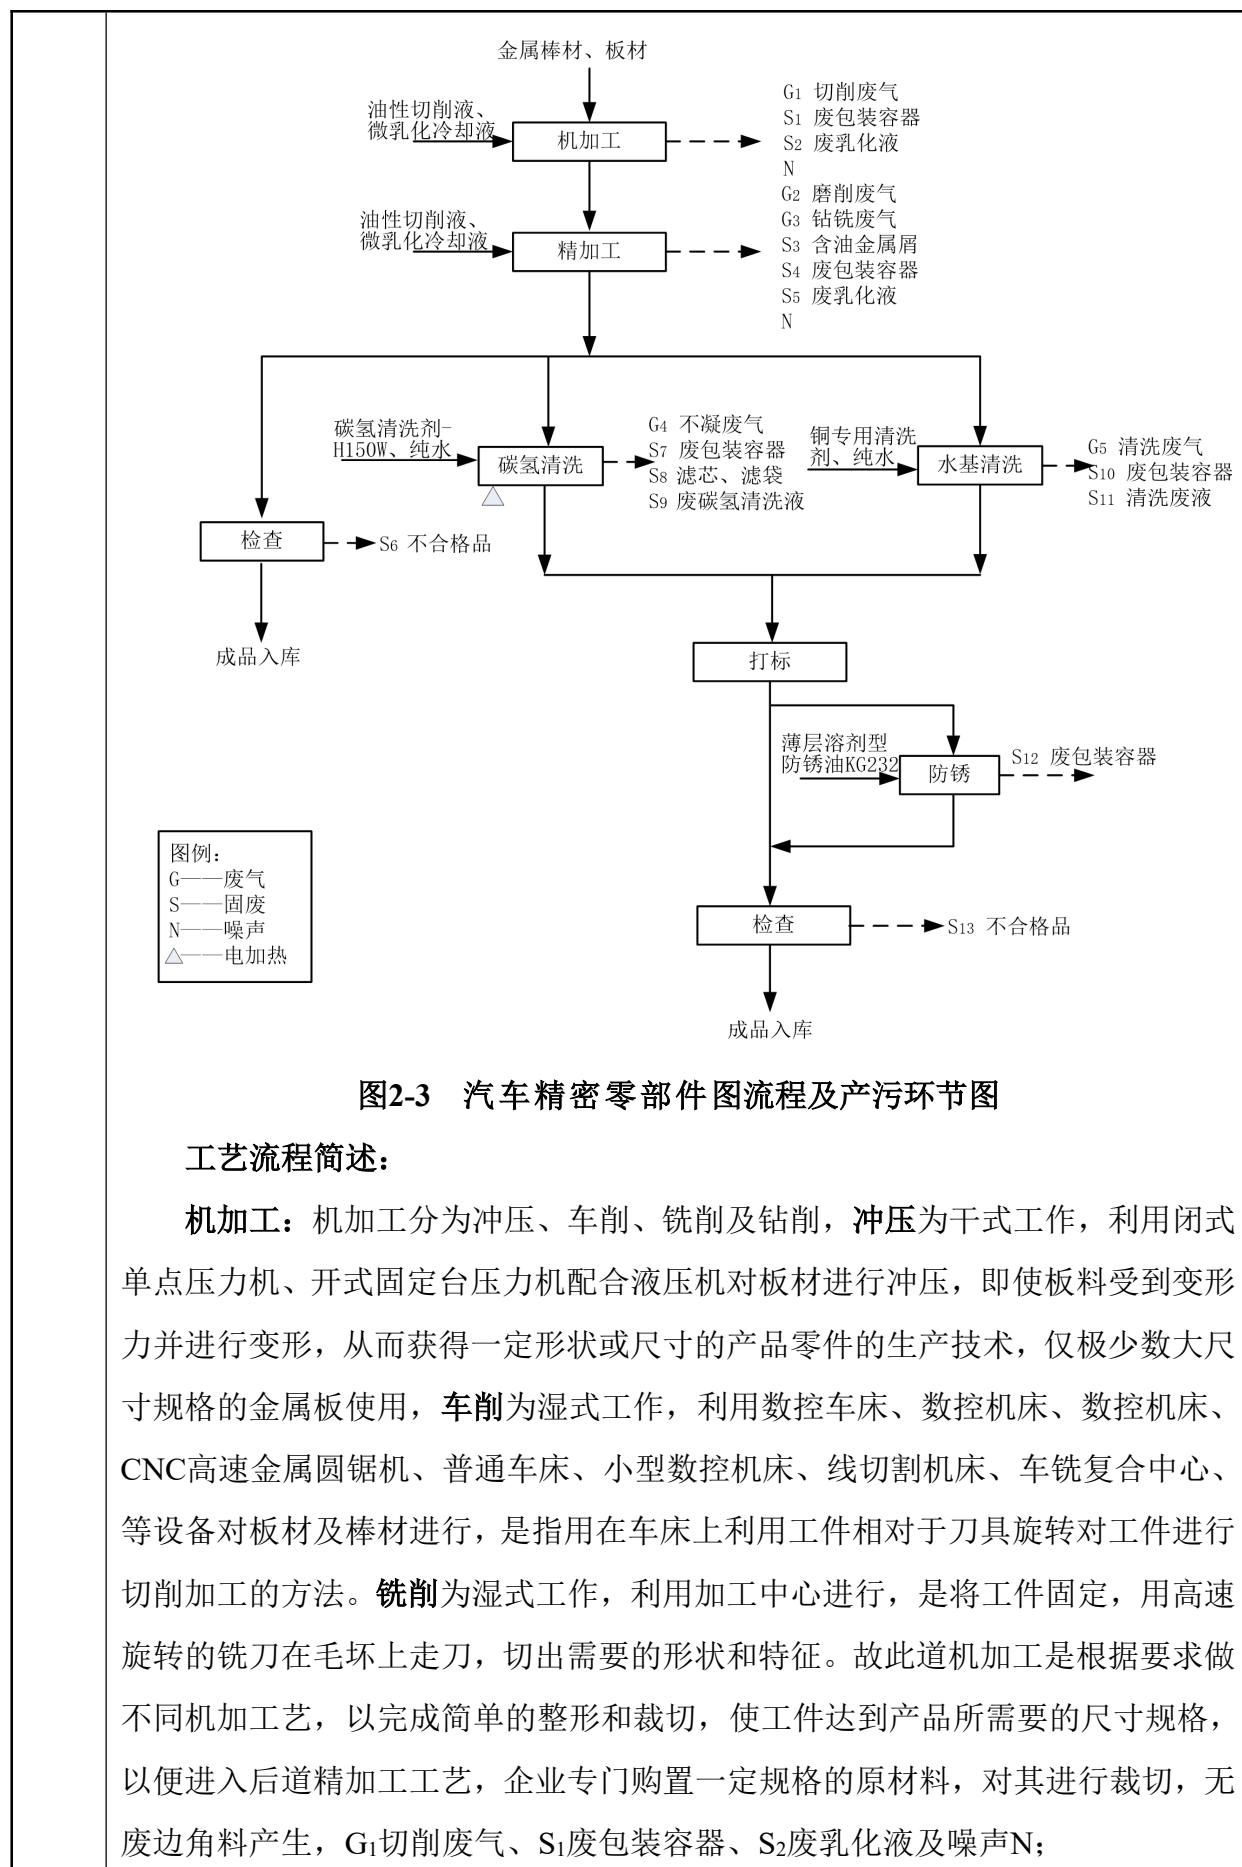 金属棒材、板材
油性切削液、
微乳化冷却液
机加工
G1 切削废气
S1 废包装容器
S2 废乳化液
N
油性切削液、
微乳化冷却液
精加工
G2 磨削废气
G3 钻铣废气
S3 含油金属屑
S4 废包装容器
S5 废乳化液
N
碳氢清洗剂-
H150W、纯水
碳氢清洗
G4 不凝废气
S7 废包装容器
S8 滤芯、滤袋
S9 废碳氢清洗液
铜专用清洗
剂、纯水
水基清洗
G5 清洗废气
S10 废包装容器
S11 清洗废液
检查
S6 不合格品
成品入库
打标
薄层溶剂型
防锈油KG232
防锈
S12 废包装容器
图例：
G——废气
S——固废
N——噪声
△——电加热
检查
S13 不合格品
成品入库
图2-3 汽车精密零部件图流程及产污环节图
工艺流程简述：
机加工：机加工分为冲压、车削、铣削及钻削，冲压为干式工作，利用闭式
单点压力机、开式固定台压力机配合液压机对板材进行冲压，即使板料受到变形
力并进行变形，从而获得一定形状或尺寸的产品零件的生产技术，仅极少数大尺
寸规格的金属板使用，车削为湿式工作，利用数控车床、数控机床、数控机床、
CNC高速金属圆锯机、普通车床、小型数控机床、线切割机床、车铣复合中心、
等设备对板材及棒材进行，是指用在车床上利用工件相对于刀具旋转对工件进行
切削加工的方法。铣削为湿式工作，利用加工中心进行，是将工件固定，用高速
旋转的铣刀在毛坯上走刀，切出需要的形状和特征。故此道机加工是根据要求做
不同机加工艺，以完成简单的整形和裁切，使工件达到产品所需要的尺寸规格，
以便进入后道精加工工艺，企业专门购置一定规格的原材料，对其进行裁切，无
废边角料产生，G1切削废气、S1废包装容器、S2废乳化液及噪声N；